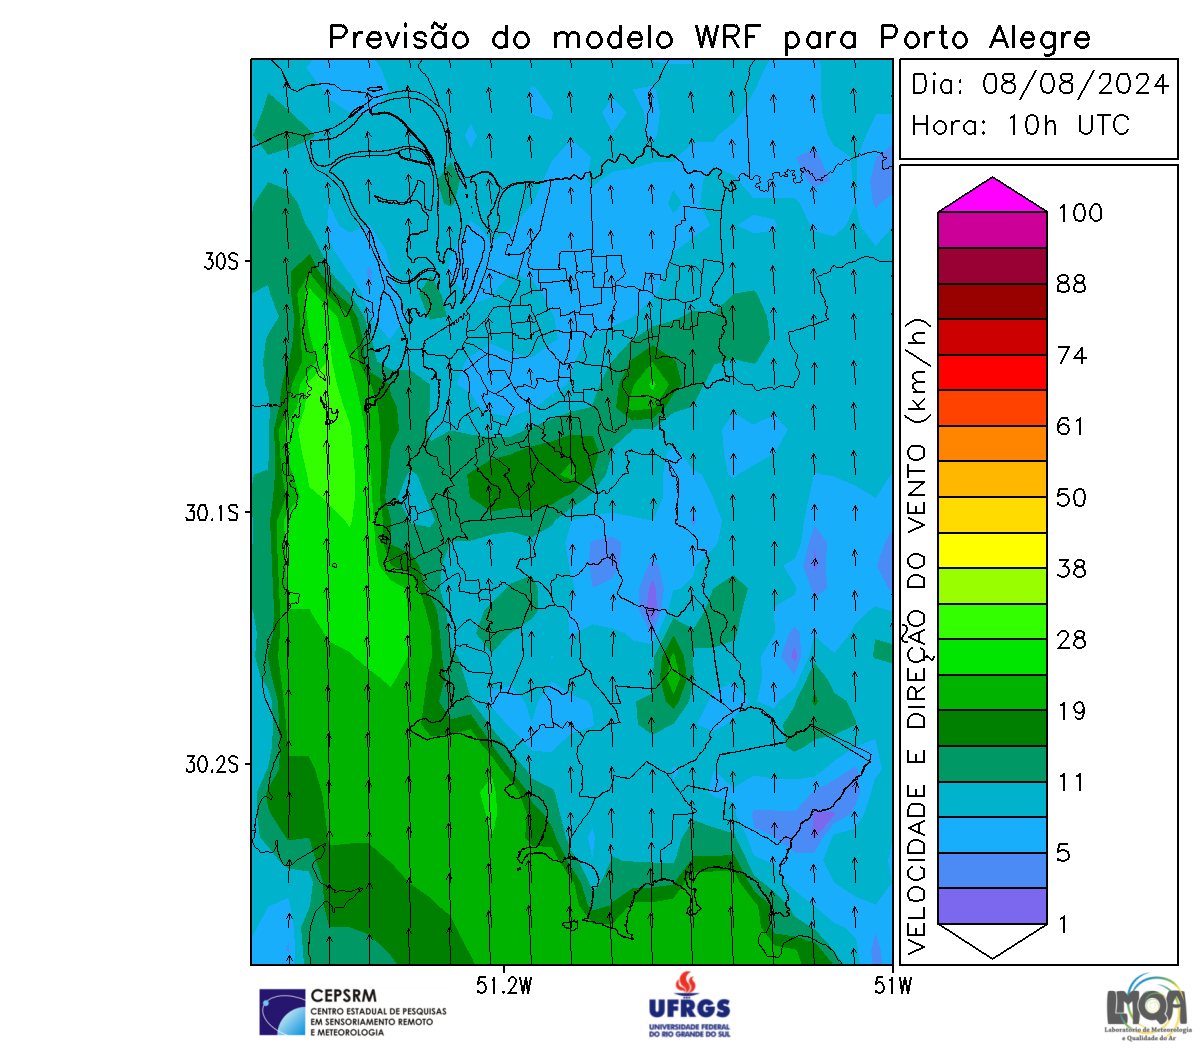 Previsão do modelo WRF para Porto Alegre
Dia: 08/08/2024
Hora: 10h UTC
VELOCIDADE E DIREÇÃO DO VENTO (km/h)
100
88
74
61
50
38
28
19
11
5
1
30S
30.1S
30.2S
51.2W
51W
CEPSRM
CENTRO ESTADUAL DE PESQUISAS
EM SENSORIAMENTO REMOTO
E METEOROLOGIA
UFRGS
UNIVERSIDADE FEDERAL
DO RIO GRANDE DO SUL
LMQA
Laboratório de Meteorologia
e Qualidade do Ar